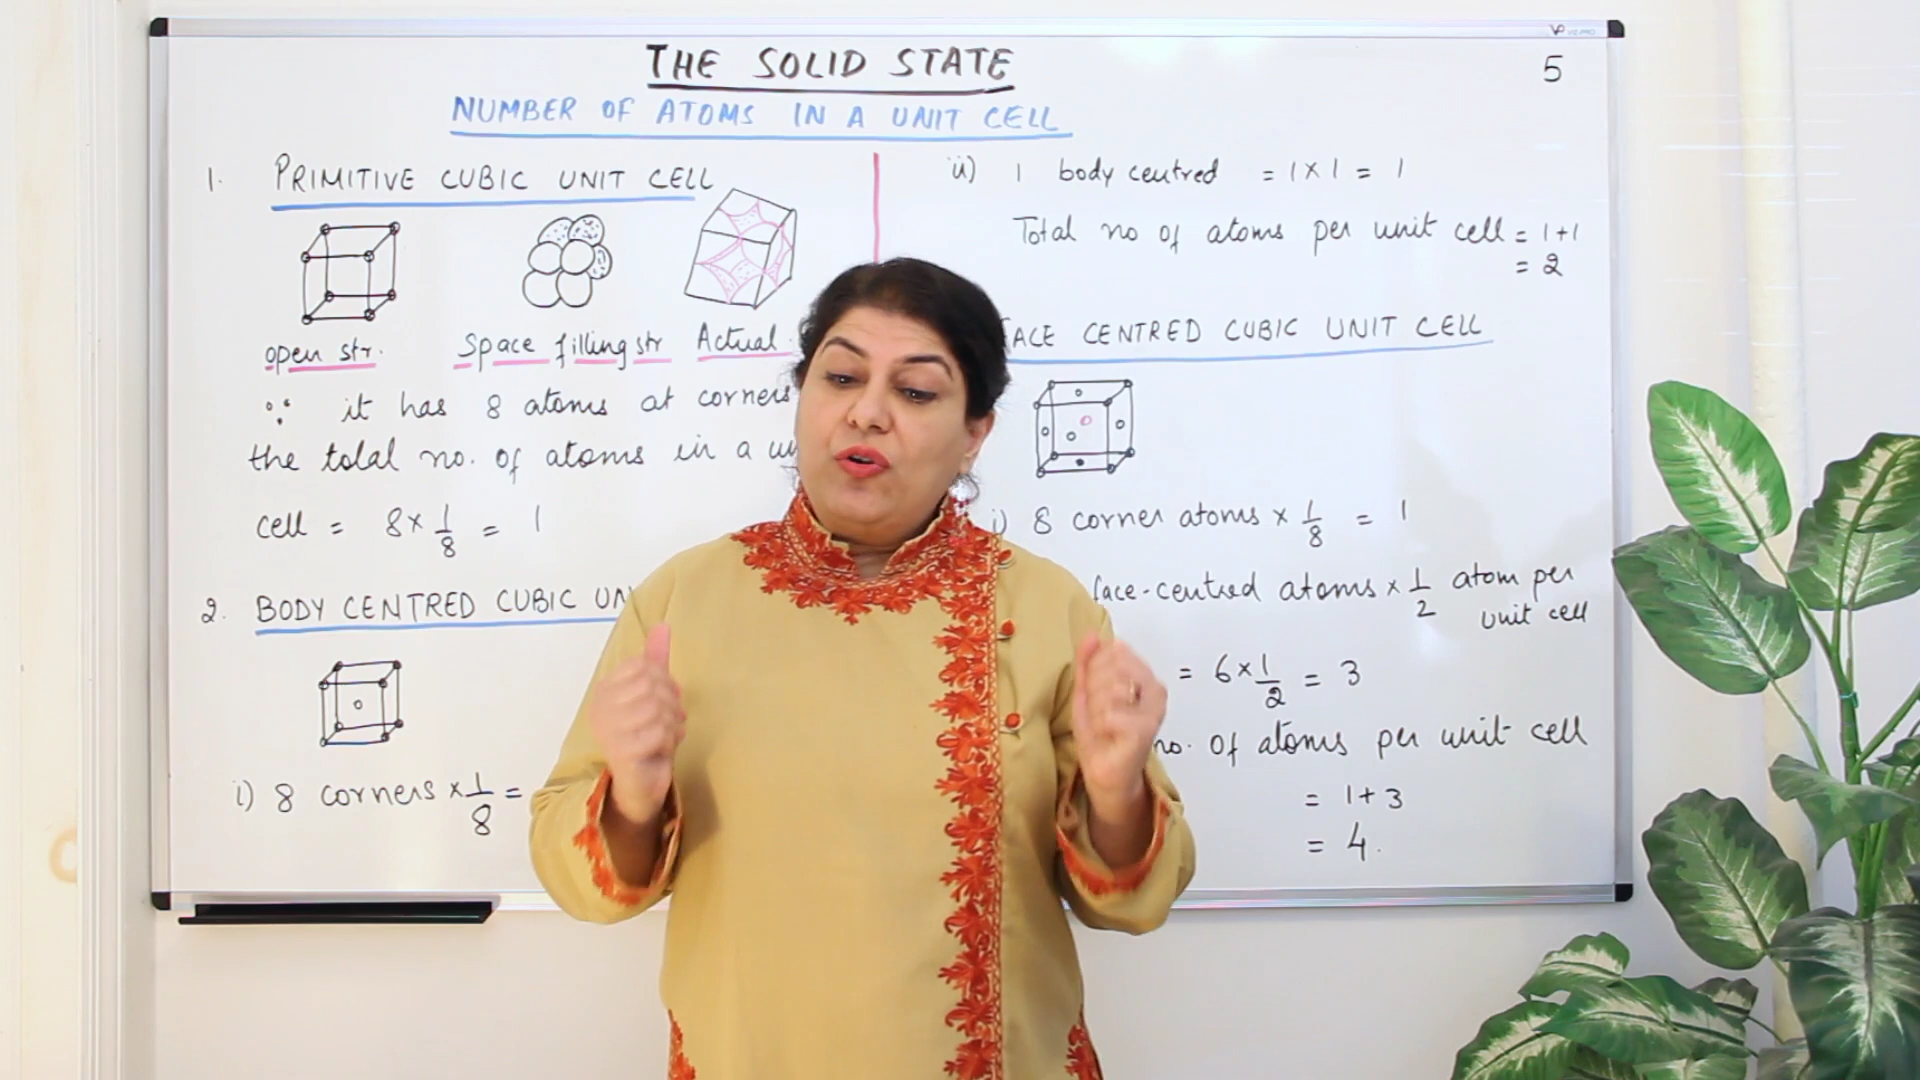 THE SOLID STATE
5
NUMBER OF ATOMS IN A UNIT CELL
1. PRIMITIVE CUBIC UNIT CELL
open str. Space filling str Actual
∵ it has 8 atoms at corners
the total no. of atoms in a
cell = 8 × 1/8 = 1
2. BODY CENTRED CUBIC
i) 8 corners × 1/8 =
ii) 1 body centred = 1 × 1 = 1
Total no of atoms per unit cell = 1+1
= 2
CENTRED CUBIC UNIT CELL
i) 8 corner atoms × 1/8 = 1
face-centred atoms × 1/2 atom per
unit cell
= 6 × 1/2 = 3
no. of atoms per unit cell
= 1 + 3
= 4.